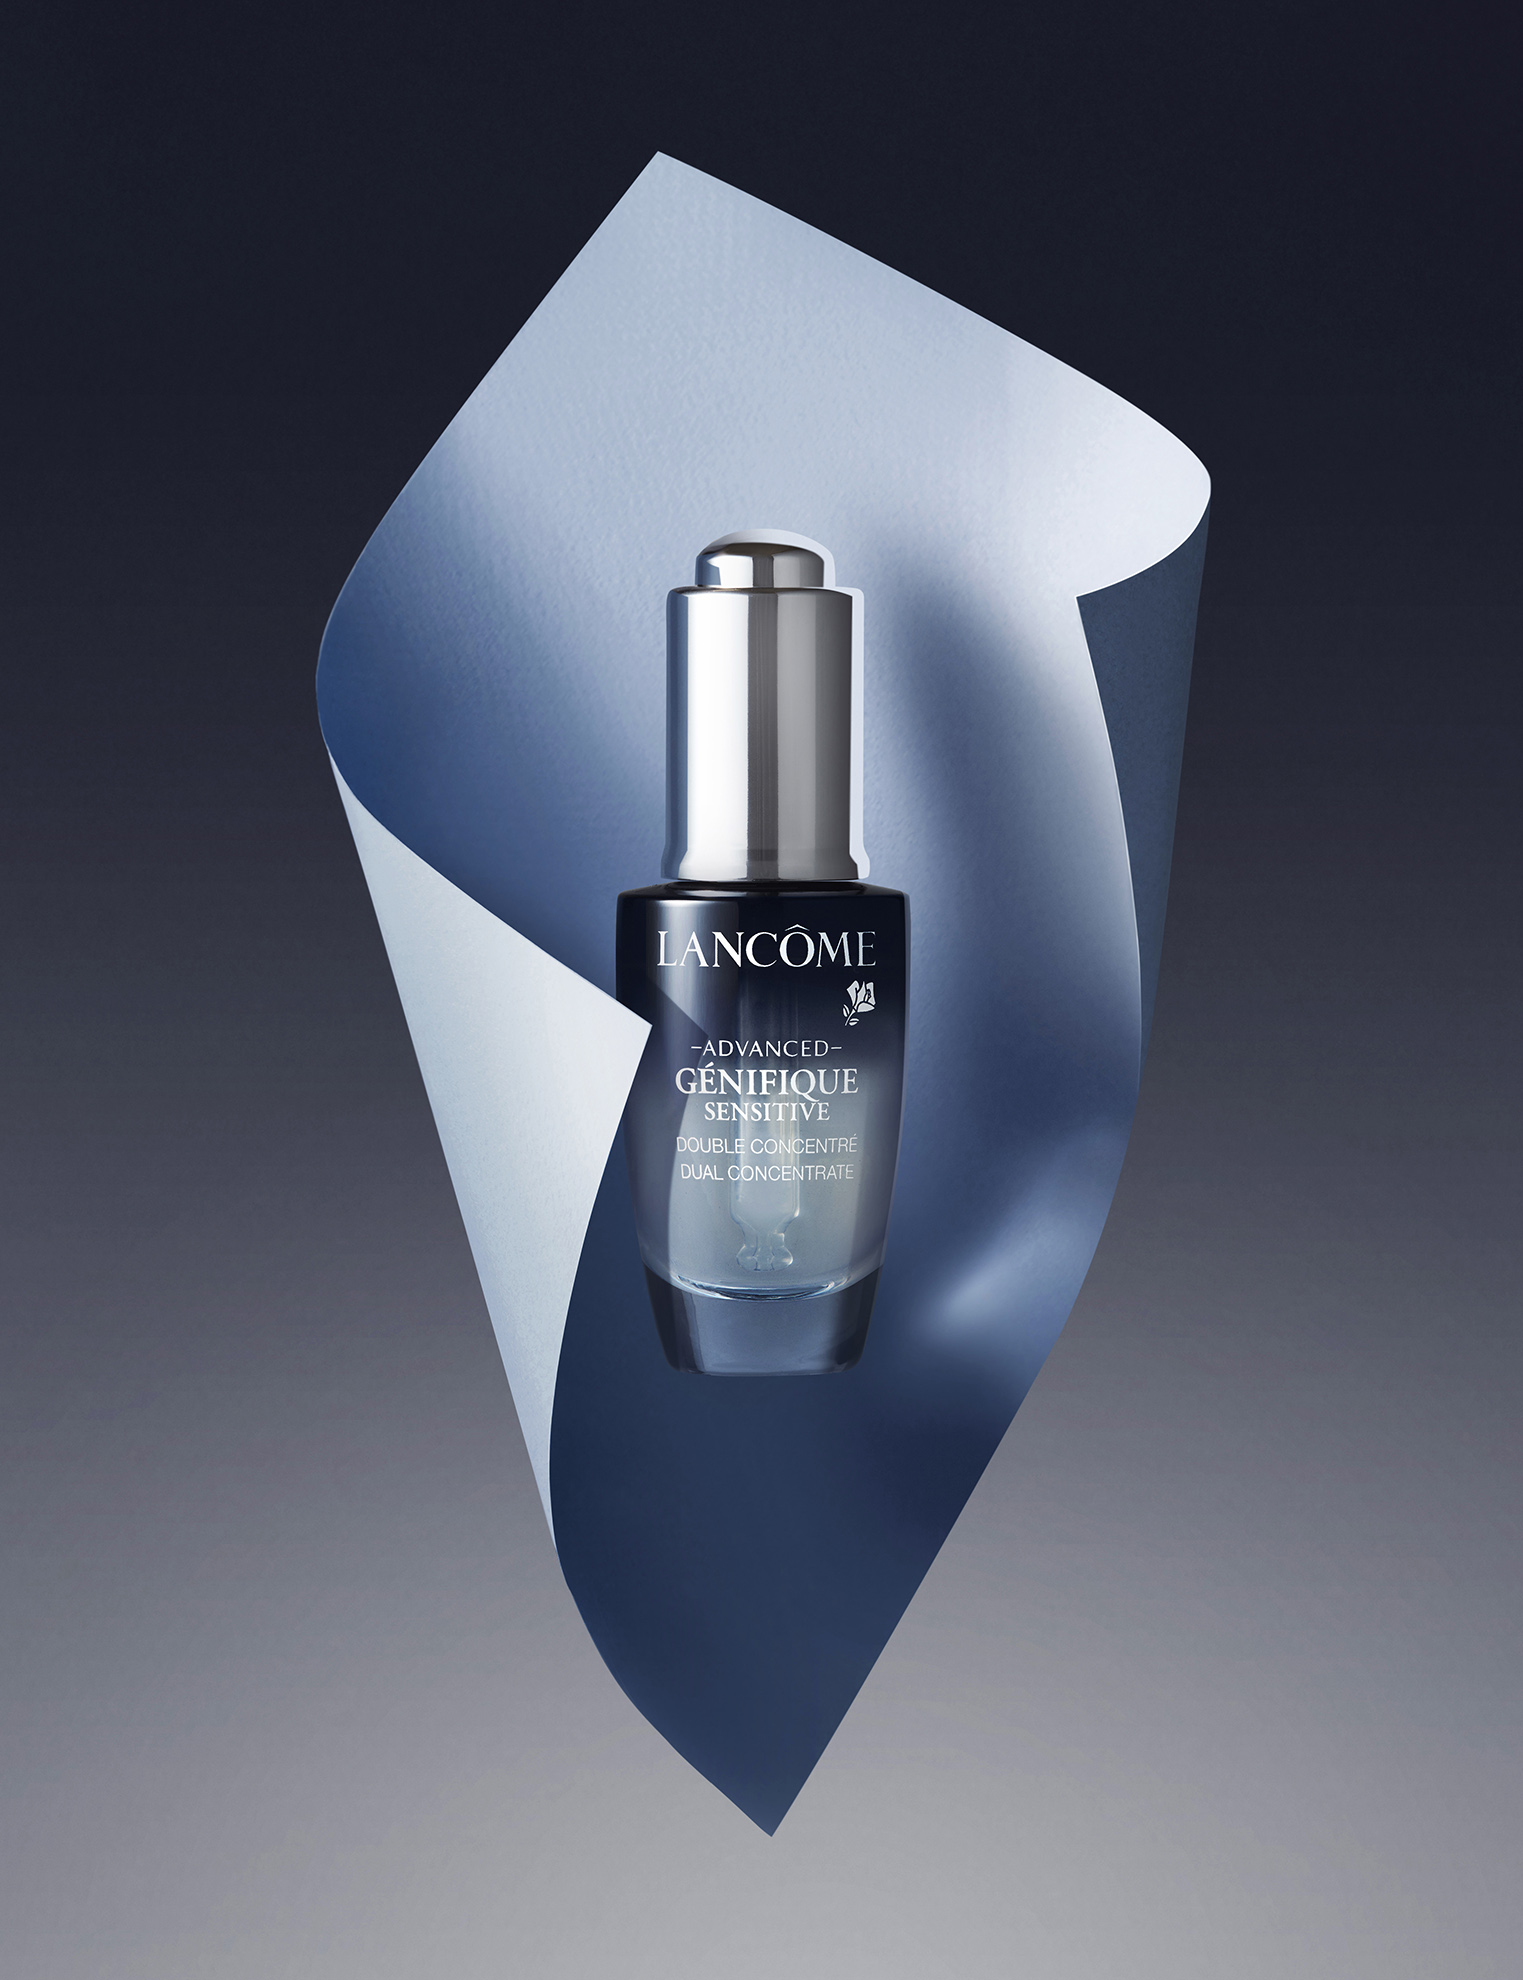 LANCÔME
–ADVANCED–
GÉNIFIQUE
SENSITIVE
DOUBLE CONCENTRÉ
DUAL CONCENTRATE